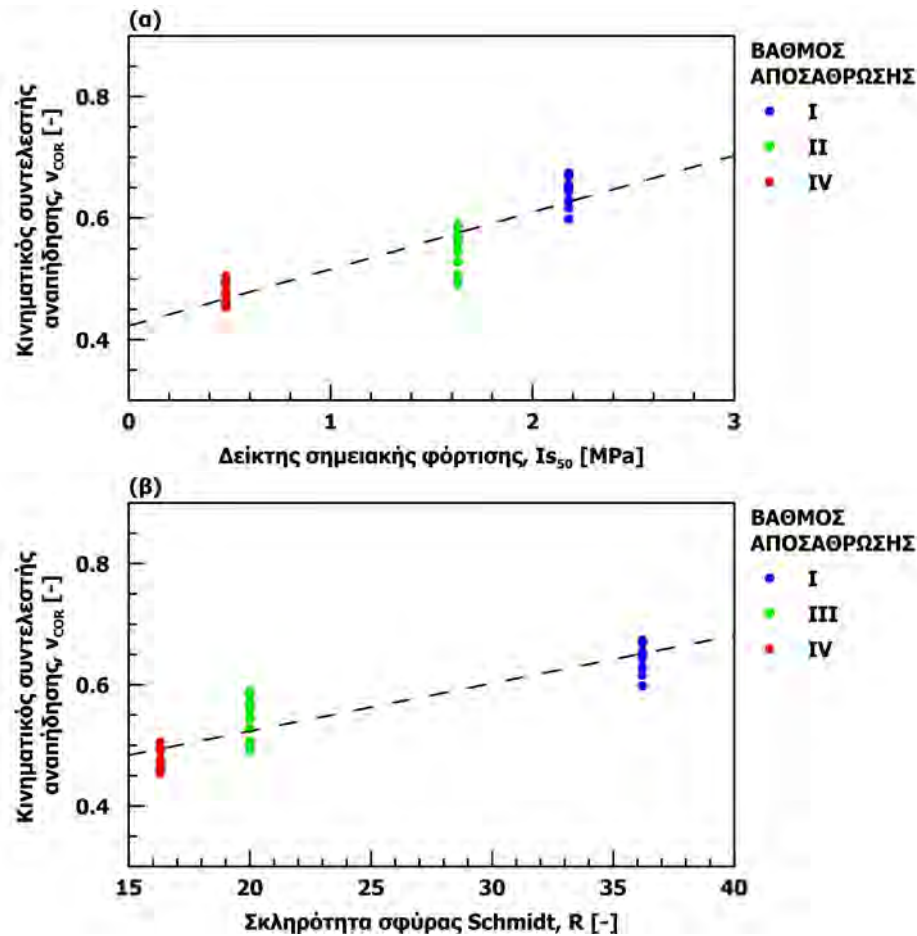 (α)
Κινηματικός συντελεστής
αναπήδησης, v_COR [-]
0.8
0.6
0.4
0
1
2
3
Δείκτης σημειακής φόρτισης, Is₅₀ [MPa]
ΒΑΘΜΟΣ
ΑΠΟΣΑΘΡΩΣΗΣ
I
II
IV
(β)
Κινηματικός συντελεστής
αναπήδησης, v_COR [-]
0.8
0.6
0.4
15
20
25
30
35
40
Σκληρότητα σφύρας Schmidt, R [-]
ΒΑΘΜΟΣ
ΑΠΟΣΑΘΡΩΣΗΣ
I
III
IV